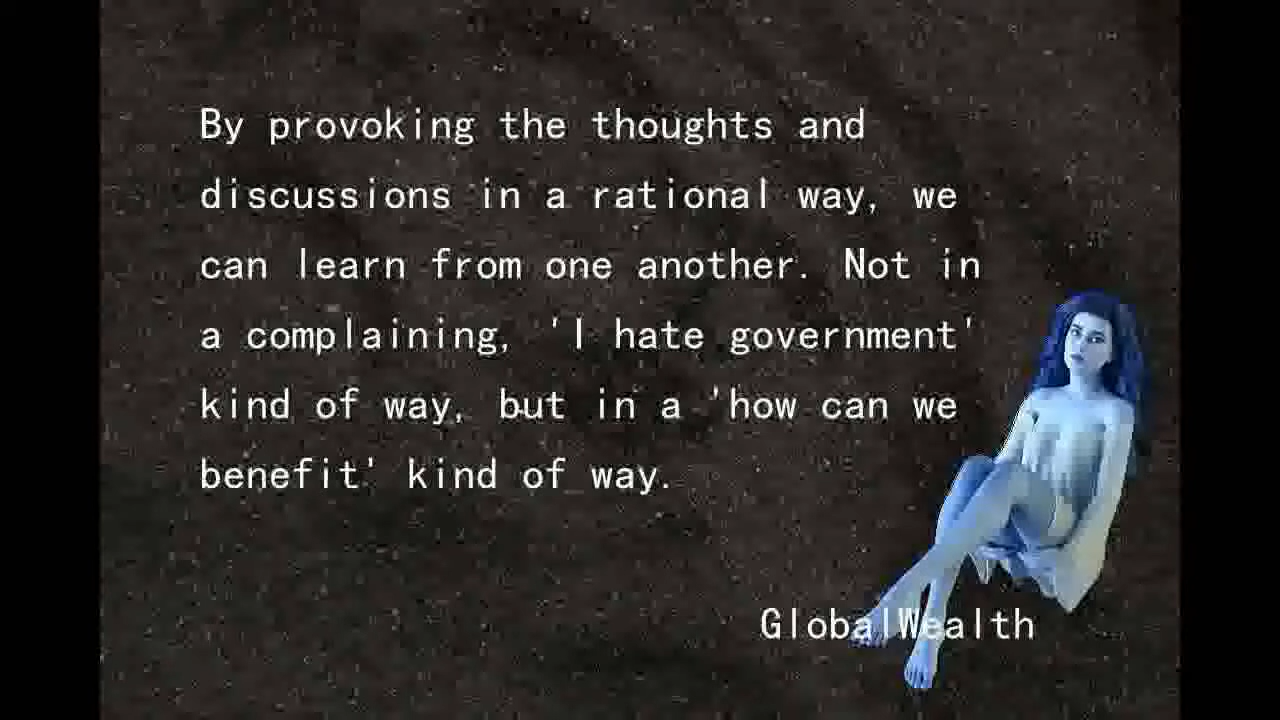 By provoking the thoughts and
discussions in a rational way, we
can learn from one another. Not in
a complaining, 'I hate government'
kind of way, but in a 'how can we
benefit' kind of way.
GlobalWealth